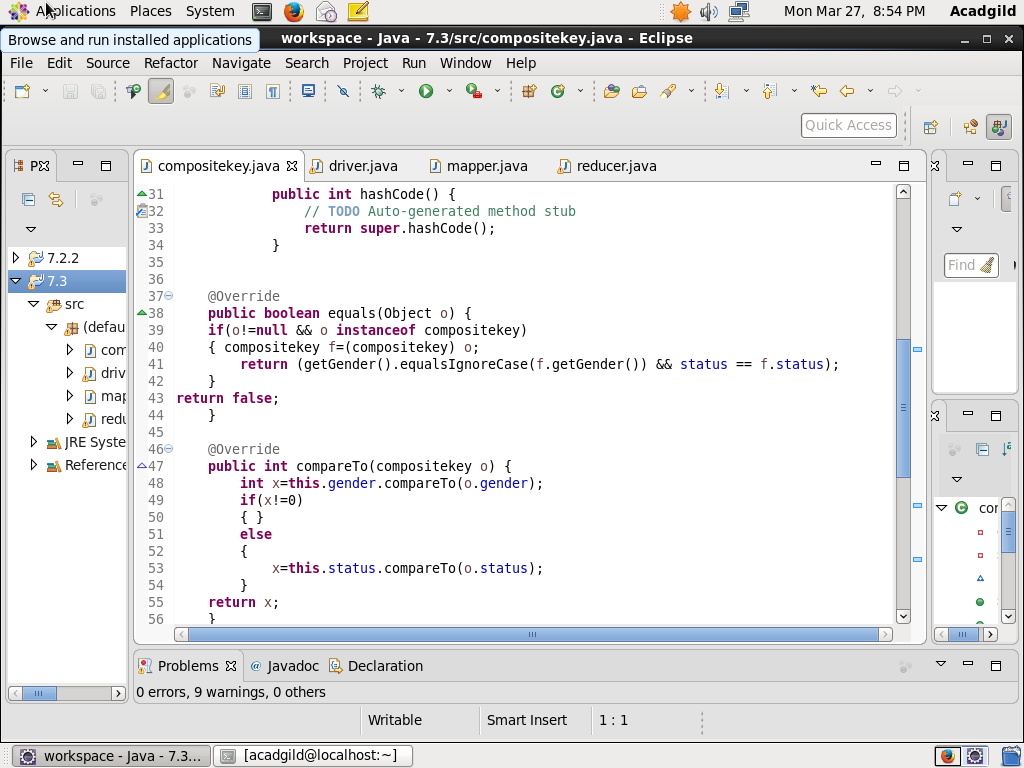 Applications Places System Mon Mar 27, 8:54 PM Acadgild
Browse and run installed applications
workspace - Java - 7.3/src/compositekey.java - Eclipse
File Edit Source Refactor Navigate Search Project Run Window Help
Quick Access
P
compositekey.java driver.java mapper.java reducer.java
7.2.2
7.3
src
(defau
com
driv
map
redu
JRE Syste
Reference
31 public int hashCode() {
32 // TODO Auto-generated method stub
33 return super.hashCode();
34 }
35
36
37 @Override
38 public boolean equals(Object o) {
39 if(o!=null && o instanceof compositekey)
40 { compositekey f=(compositekey) o;
41 return (getGender().equalsIgnoreCase(f.getGender()) && status == f.status);
42 }
43 return false;
44 }
45
46 @Override
47 public int compareTo(compositekey o) {
48 int x=this.gender.compareTo(o.gender);
49 if(x!=0)
50 { }
51 else
52 {
53 x=this.status.compareTo(o.status);
54 }
55 return x;
56 }
Find
cor
Problems @ Javadoc Declaration
0 errors, 9 warnings, 0 others
Writable Smart Insert 1 : 1
workspace - Java - 7.3... [acadgild@localhost:~]